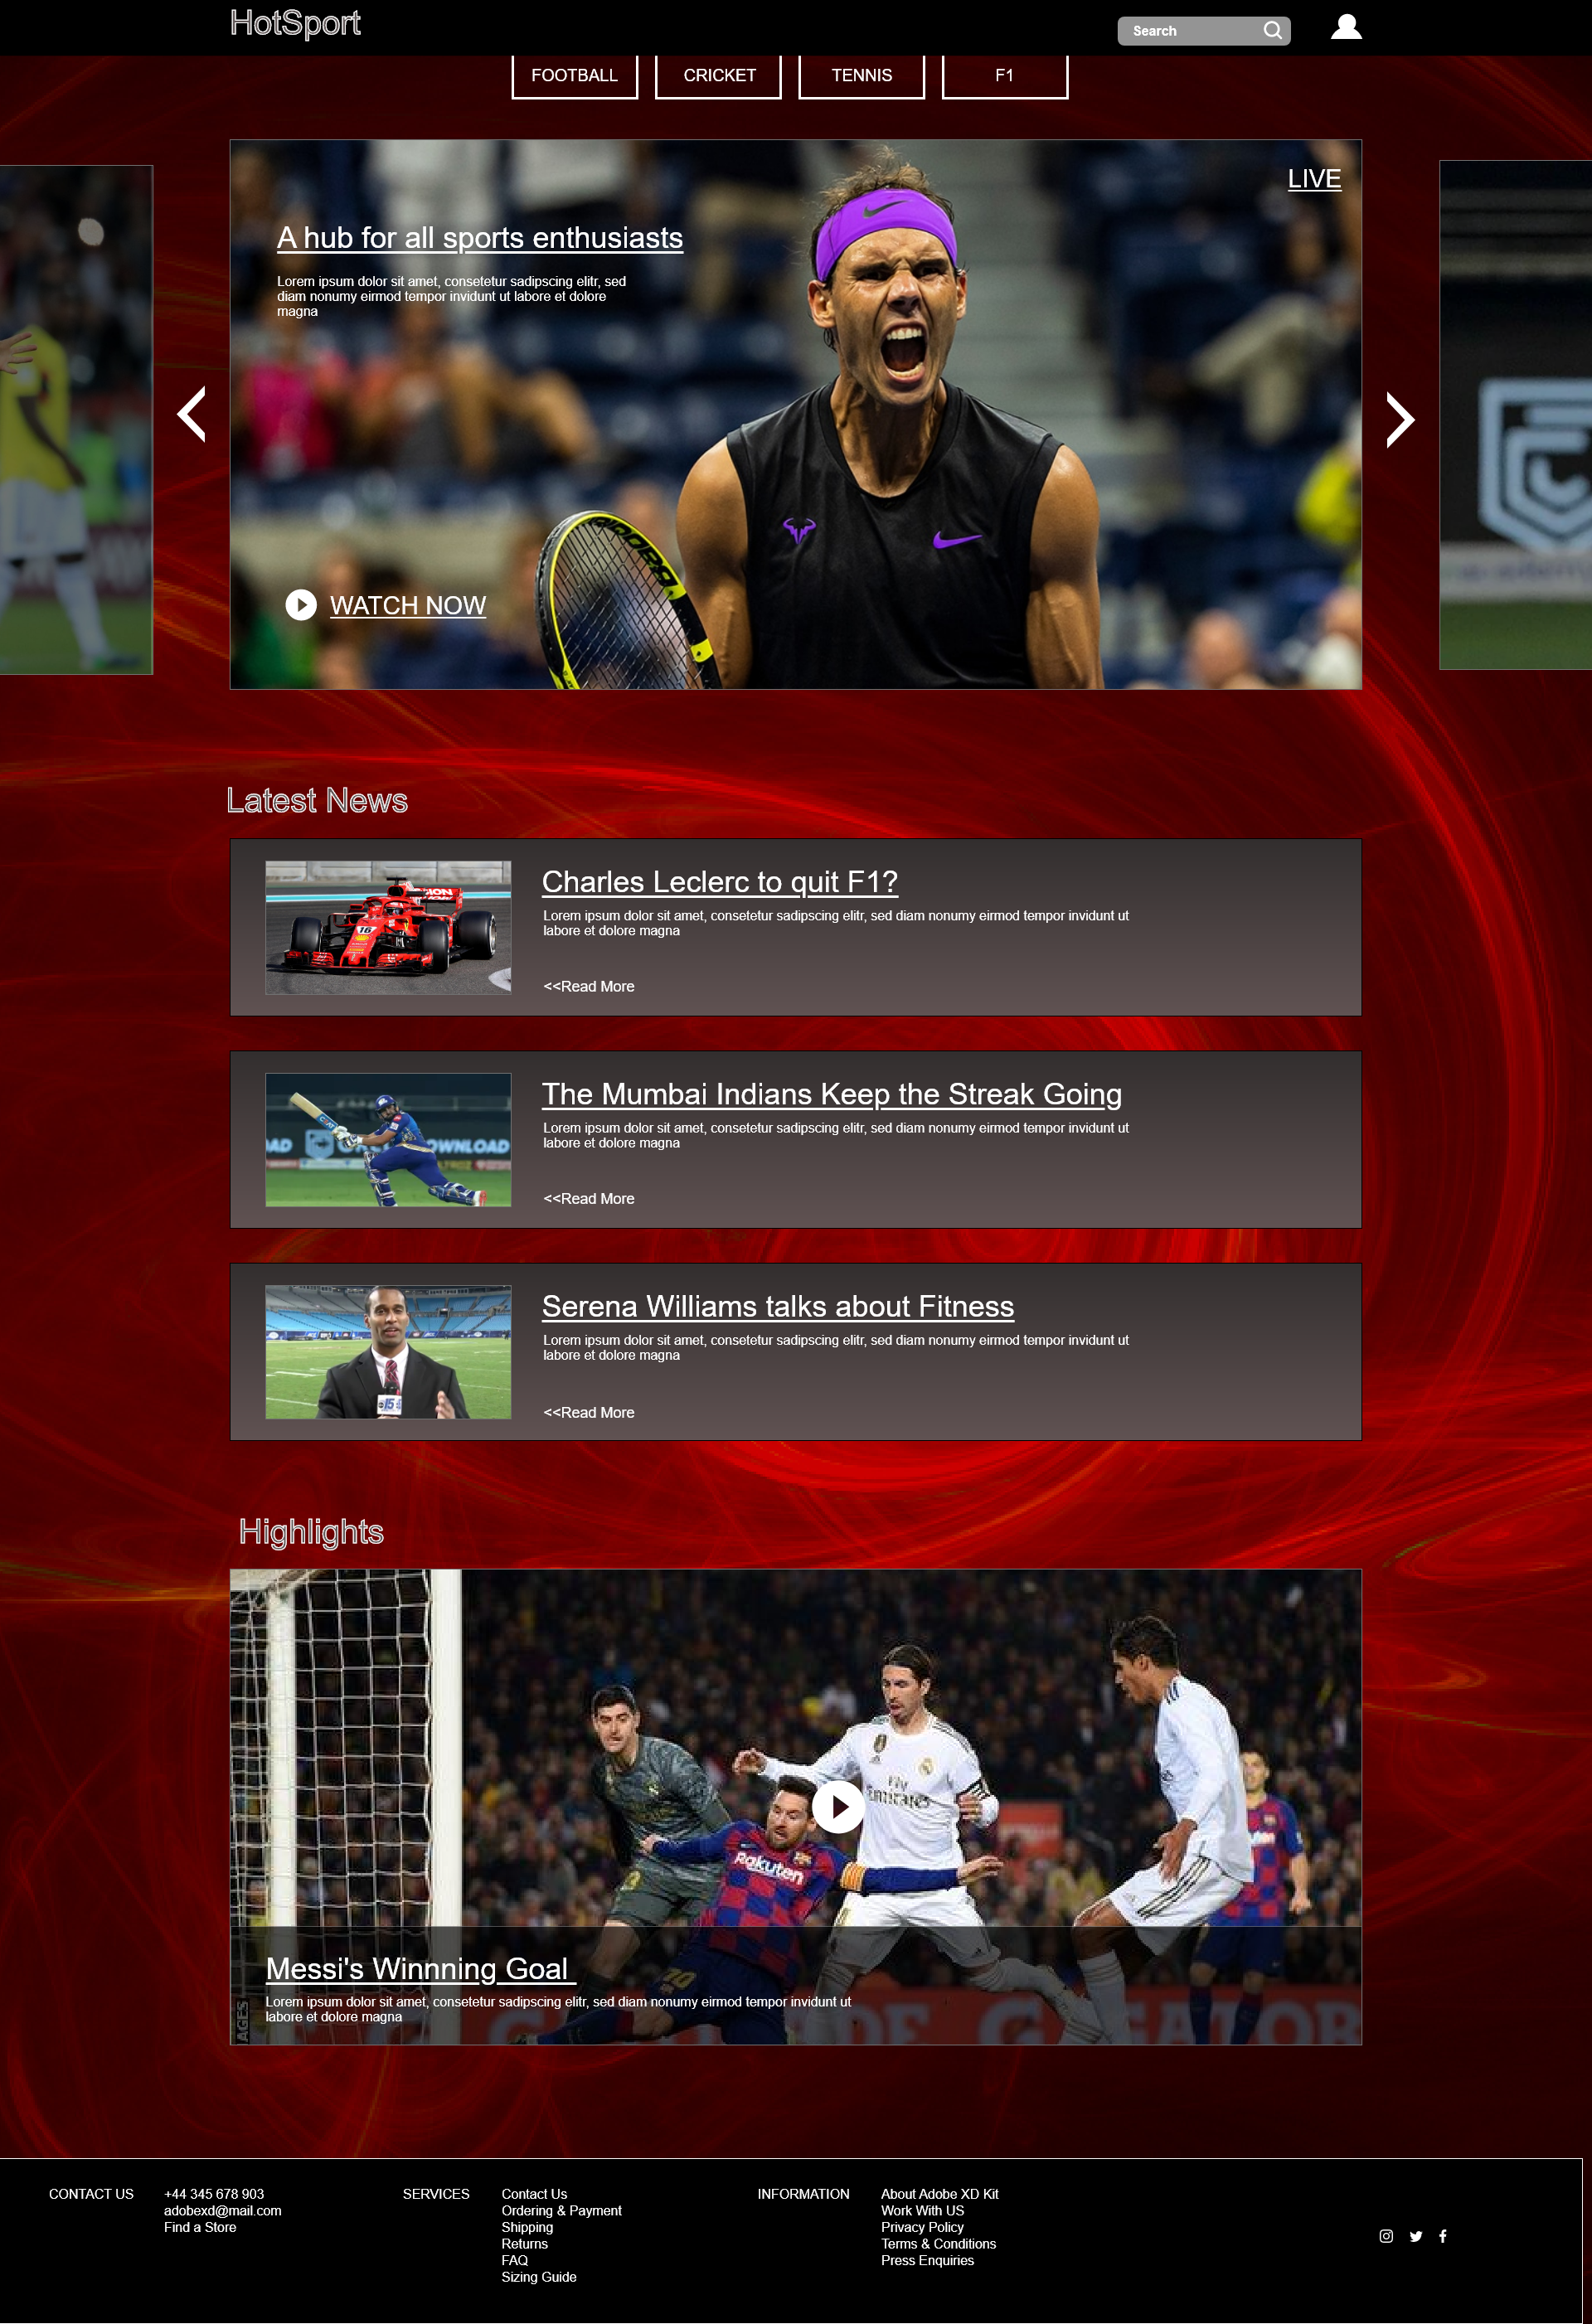 HotSport
Search
FOOTBALL
CRICKET
TENNIS
F1
LIVE
A hub for all sports enthusiasts
Lorem ipsum dolor sit amet, consetetur sadipscing elitr, sed
diam nonumy eirmod tempor invidunt ut labore et dolore
magna
WATCH NOW
Latest News
Charles Leclerc to quit F1?
Lorem ipsum dolor sit amet, consetetur sadipscing elitr, sed diam nonumy eirmod tempor invidunt ut
labore et dolore magna
<<Read More
16
The Mumbai Indians Keep the Streak Going
Lorem ipsum dolor sit amet, consetetur sadipscing elitr, sed diam nonumy eirmod tempor invidunt ut
labore et dolore magna
<<Read More
OAD
OWNLOAD
Serena Williams talks about Fitness
Lorem ipsum dolor sit amet, consetetur sadipscing elitr, sed diam nonumy eirmod tempor invidunt ut
labore et dolore magna
<<Read More
15
Highlights
Fly
Emirates
Rakuten
Messi's Winnning Goal
Lorem ipsum dolor sit amet, consetetur sadipscing elitr, sed diam nonumy eirmod tempor invidunt ut
labore et dolore magna
AGES
GATOR
CONTACT US
+44 345 678 903
adobexd@mail.com
Find a Store
SERVICES
Contact Us
Ordering & Payment
Shipping
Returns
FAQ
Sizing Guide
INFORMATION
About Adobe XD Kit
Work With US
Privacy Policy
Terms & Conditions
Press Enquiries